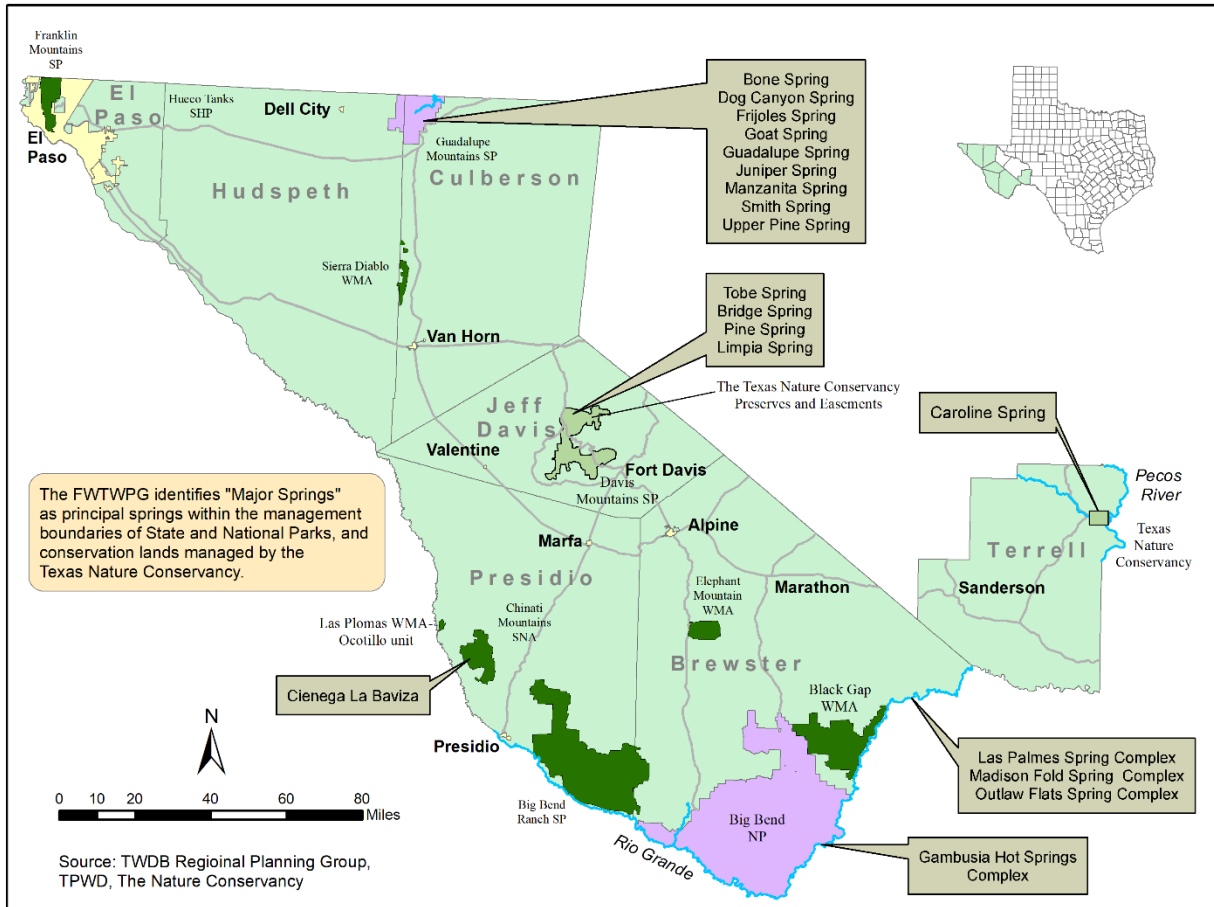 Franklin
Mountains
SP
El
Paso
Hueco Tanks
SHP
Dell City
El
Paso
Guadalupe
Mountains SP
Hudspeth
Culberson
Bone Spring
Dog Canyon Spring
Frijoles Spring
Goat Spring
Guadalupe Spring
Juniper Spring
Manzanita Spring
Smith Spring
Upper Pine Spring
Sierra Diablo
WMA
Van Horn
Tobe Spring
Bridge Spring
Pine Spring
Limpia Spring
The Texas Nature Conservancy
Preserves and Easements
Jeff
Davis
Valentine
Fort Davis
Davis
Mountains SP
Caroline Spring
Pecos
River
Texas
Nature
Conservancy
Terrell
Sanderson
The FWTWPG identifies "Major Springs"
as principal springs within the management
boundaries of State and National Parks, and
conservation lands managed by the
Texas Nature Conservancy.
Alpine
Marfa
Marathon
Presidio
Elephant
Mountain
WMA
Chinati
Mountains
SNA
Las Plomas WMA-
Ocotillo unit
Brewster
Cienega La Baviza
Black Gap
WMA
N
Presidio
Las Palmes Spring Complex
Madison Fold Spring Complex
Outlaw Flats Spring Complex
0 10 20 40 60 80
Miles
Big Bend
Ranch SP
Rio Grande
Big Bend
NP
Gambusia Hot Springs
Complex
Source: TWDB Regional Planning Group,
TPWD, The Nature Conservancy